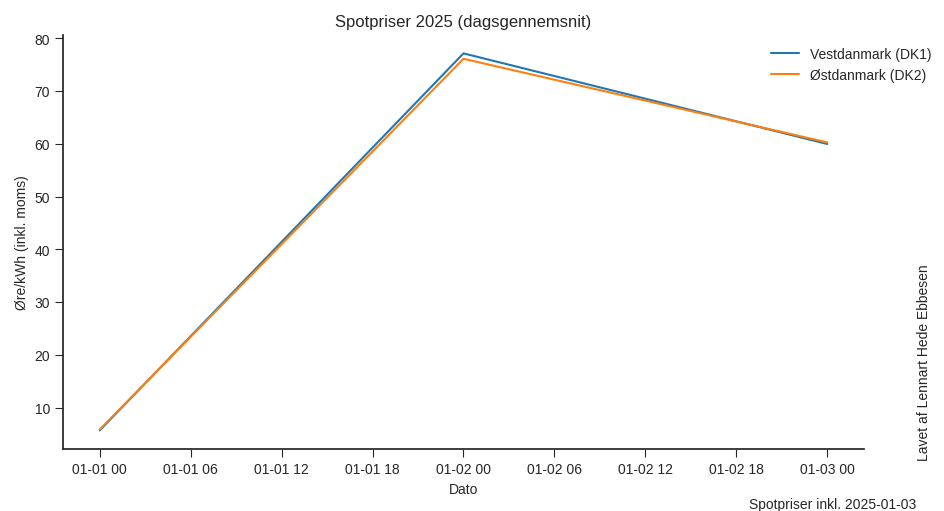 Spotpriser 2025 (dagsgennemsnit)
Vestdanmark (DK1)
Østdanmark (DK2)
Øre/kWh (inkl. moms)
80
70
60
50
40
30
20
10
01-01 00 01-01 06 01-01 12 01-01 18 01-02 00 01-02 06 01-02 12 01-02 18 01-03 00
Dato
Lavet af Lennart Hede Ebbesen
Spotpriser inkl. 2025-01-03